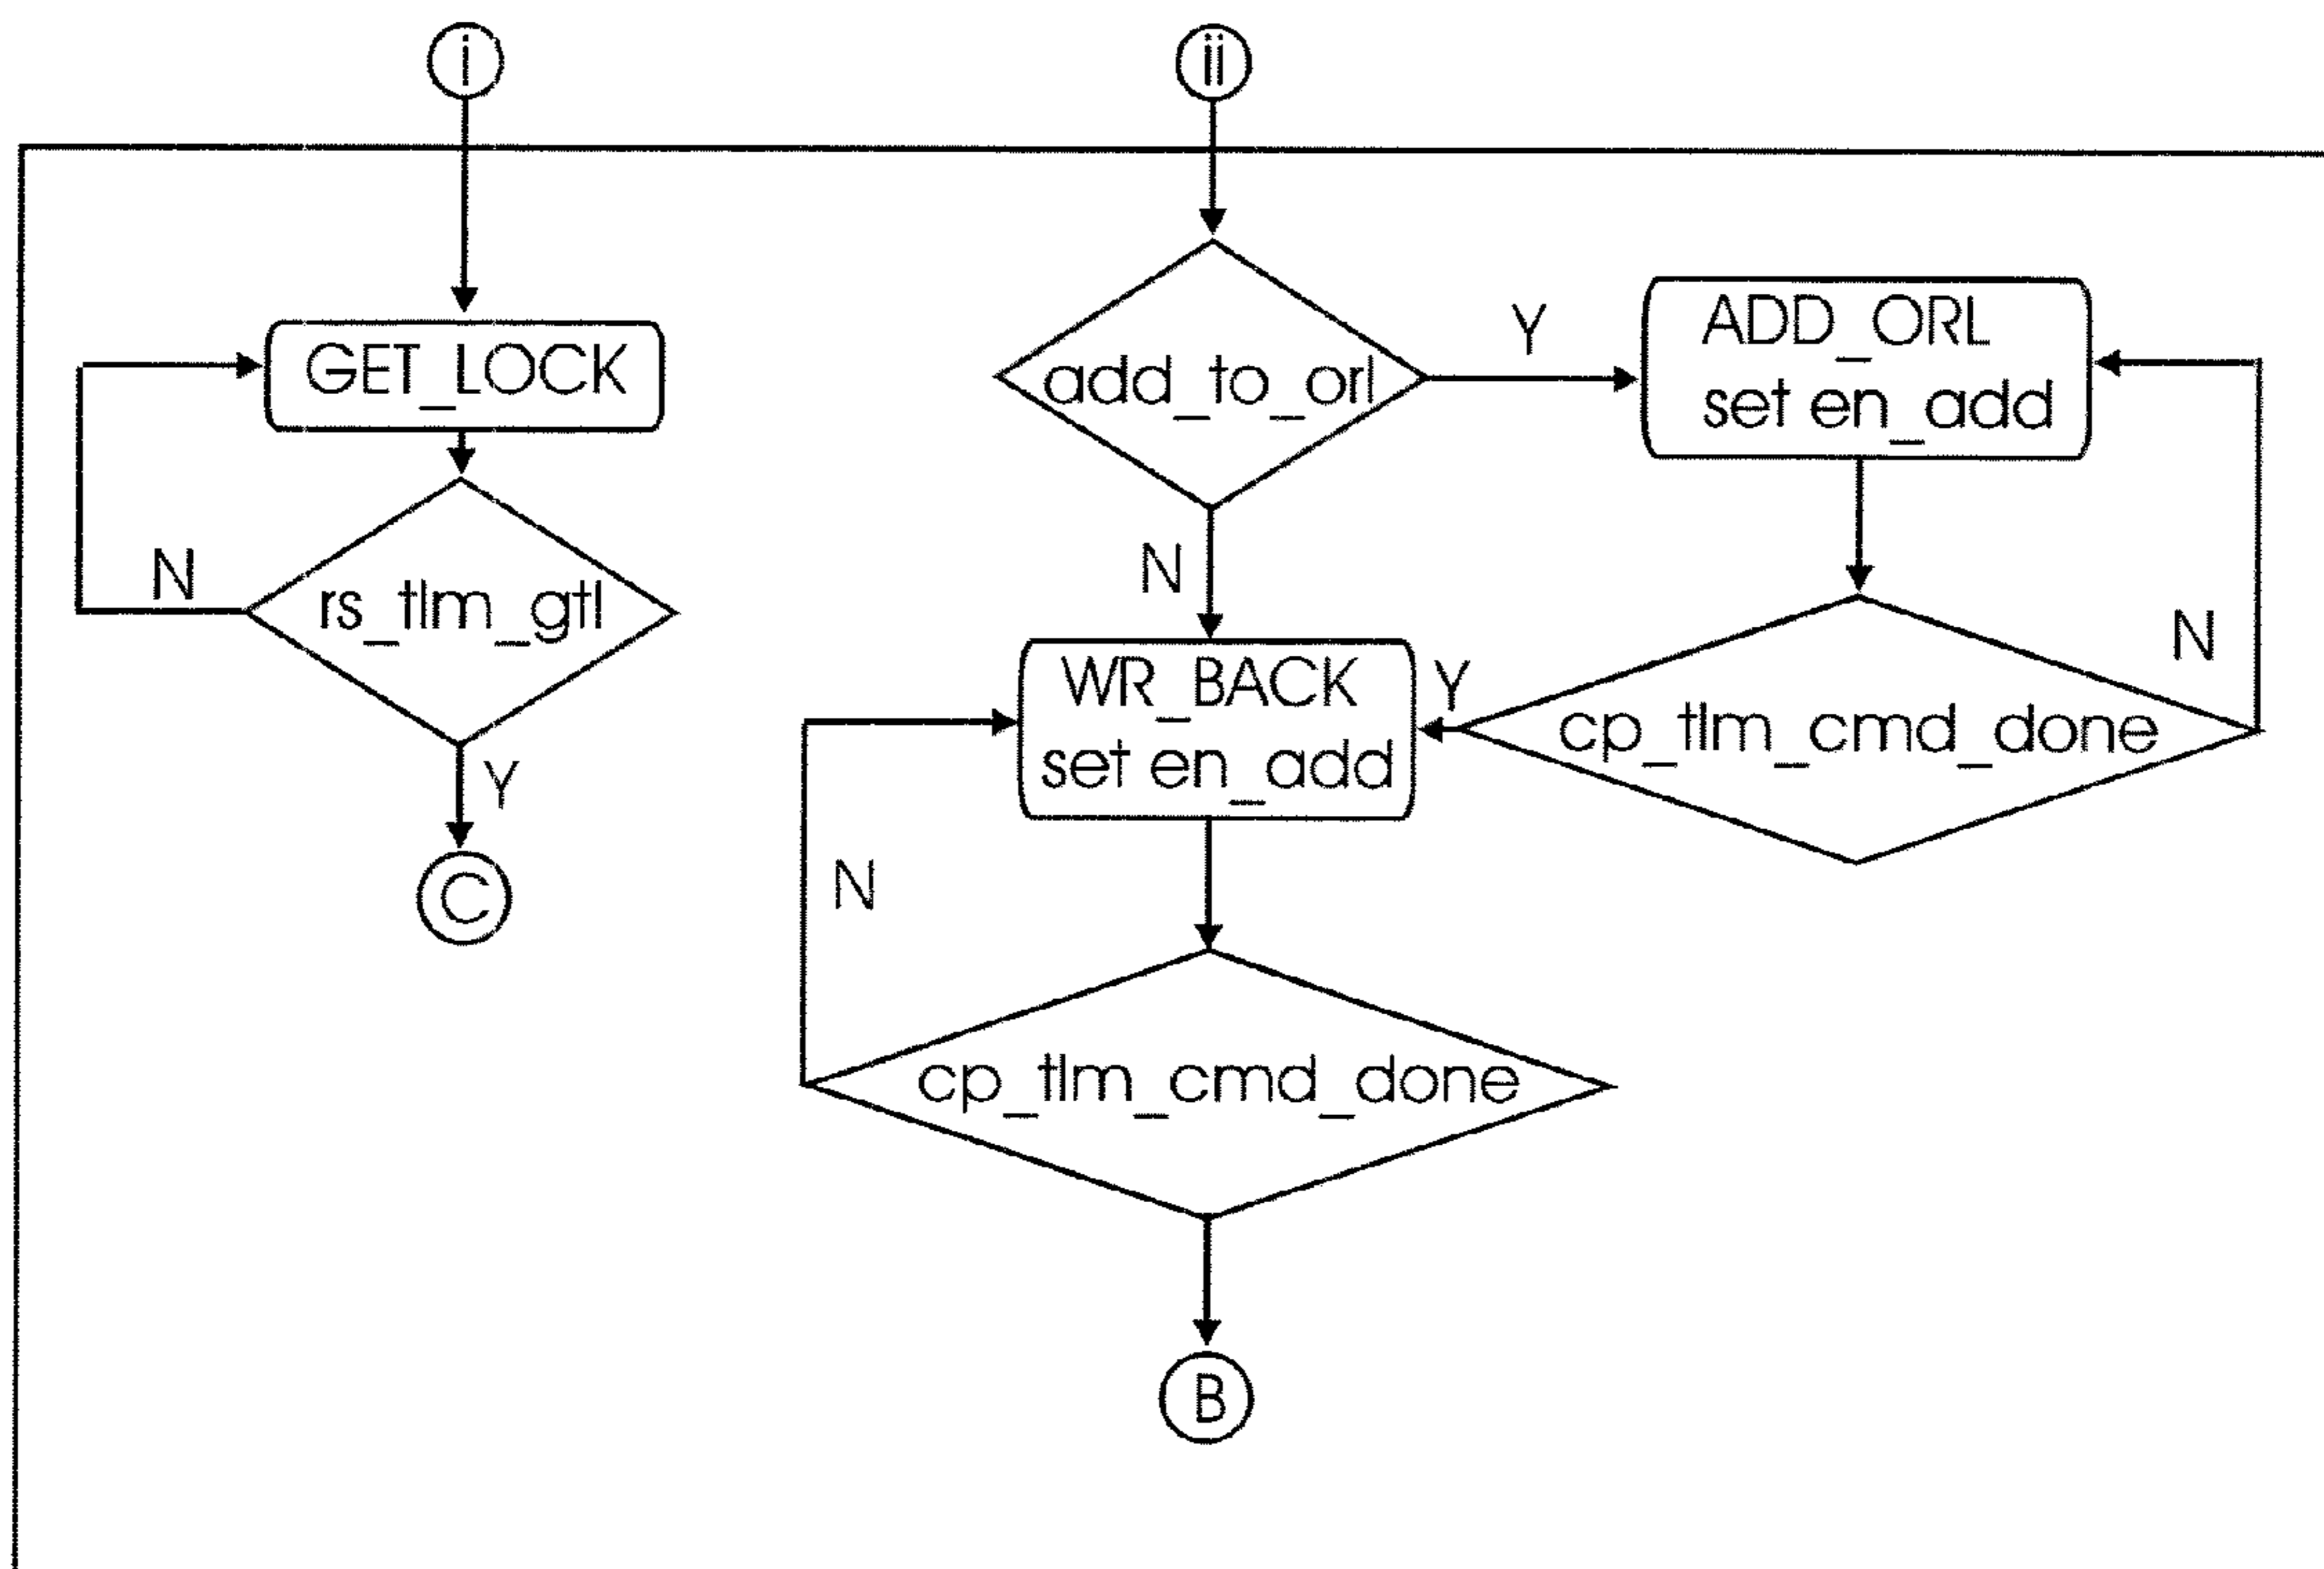 i
ii
GET_LOCK
rs_tlm_gtl
N
Y
C
add_to_orl
Y
N
ADD_ORL
set en_add
cp_tlm_cmd_done
N
Y
WR_BACK
set en_add
N
cp_tlm_cmd_done
B